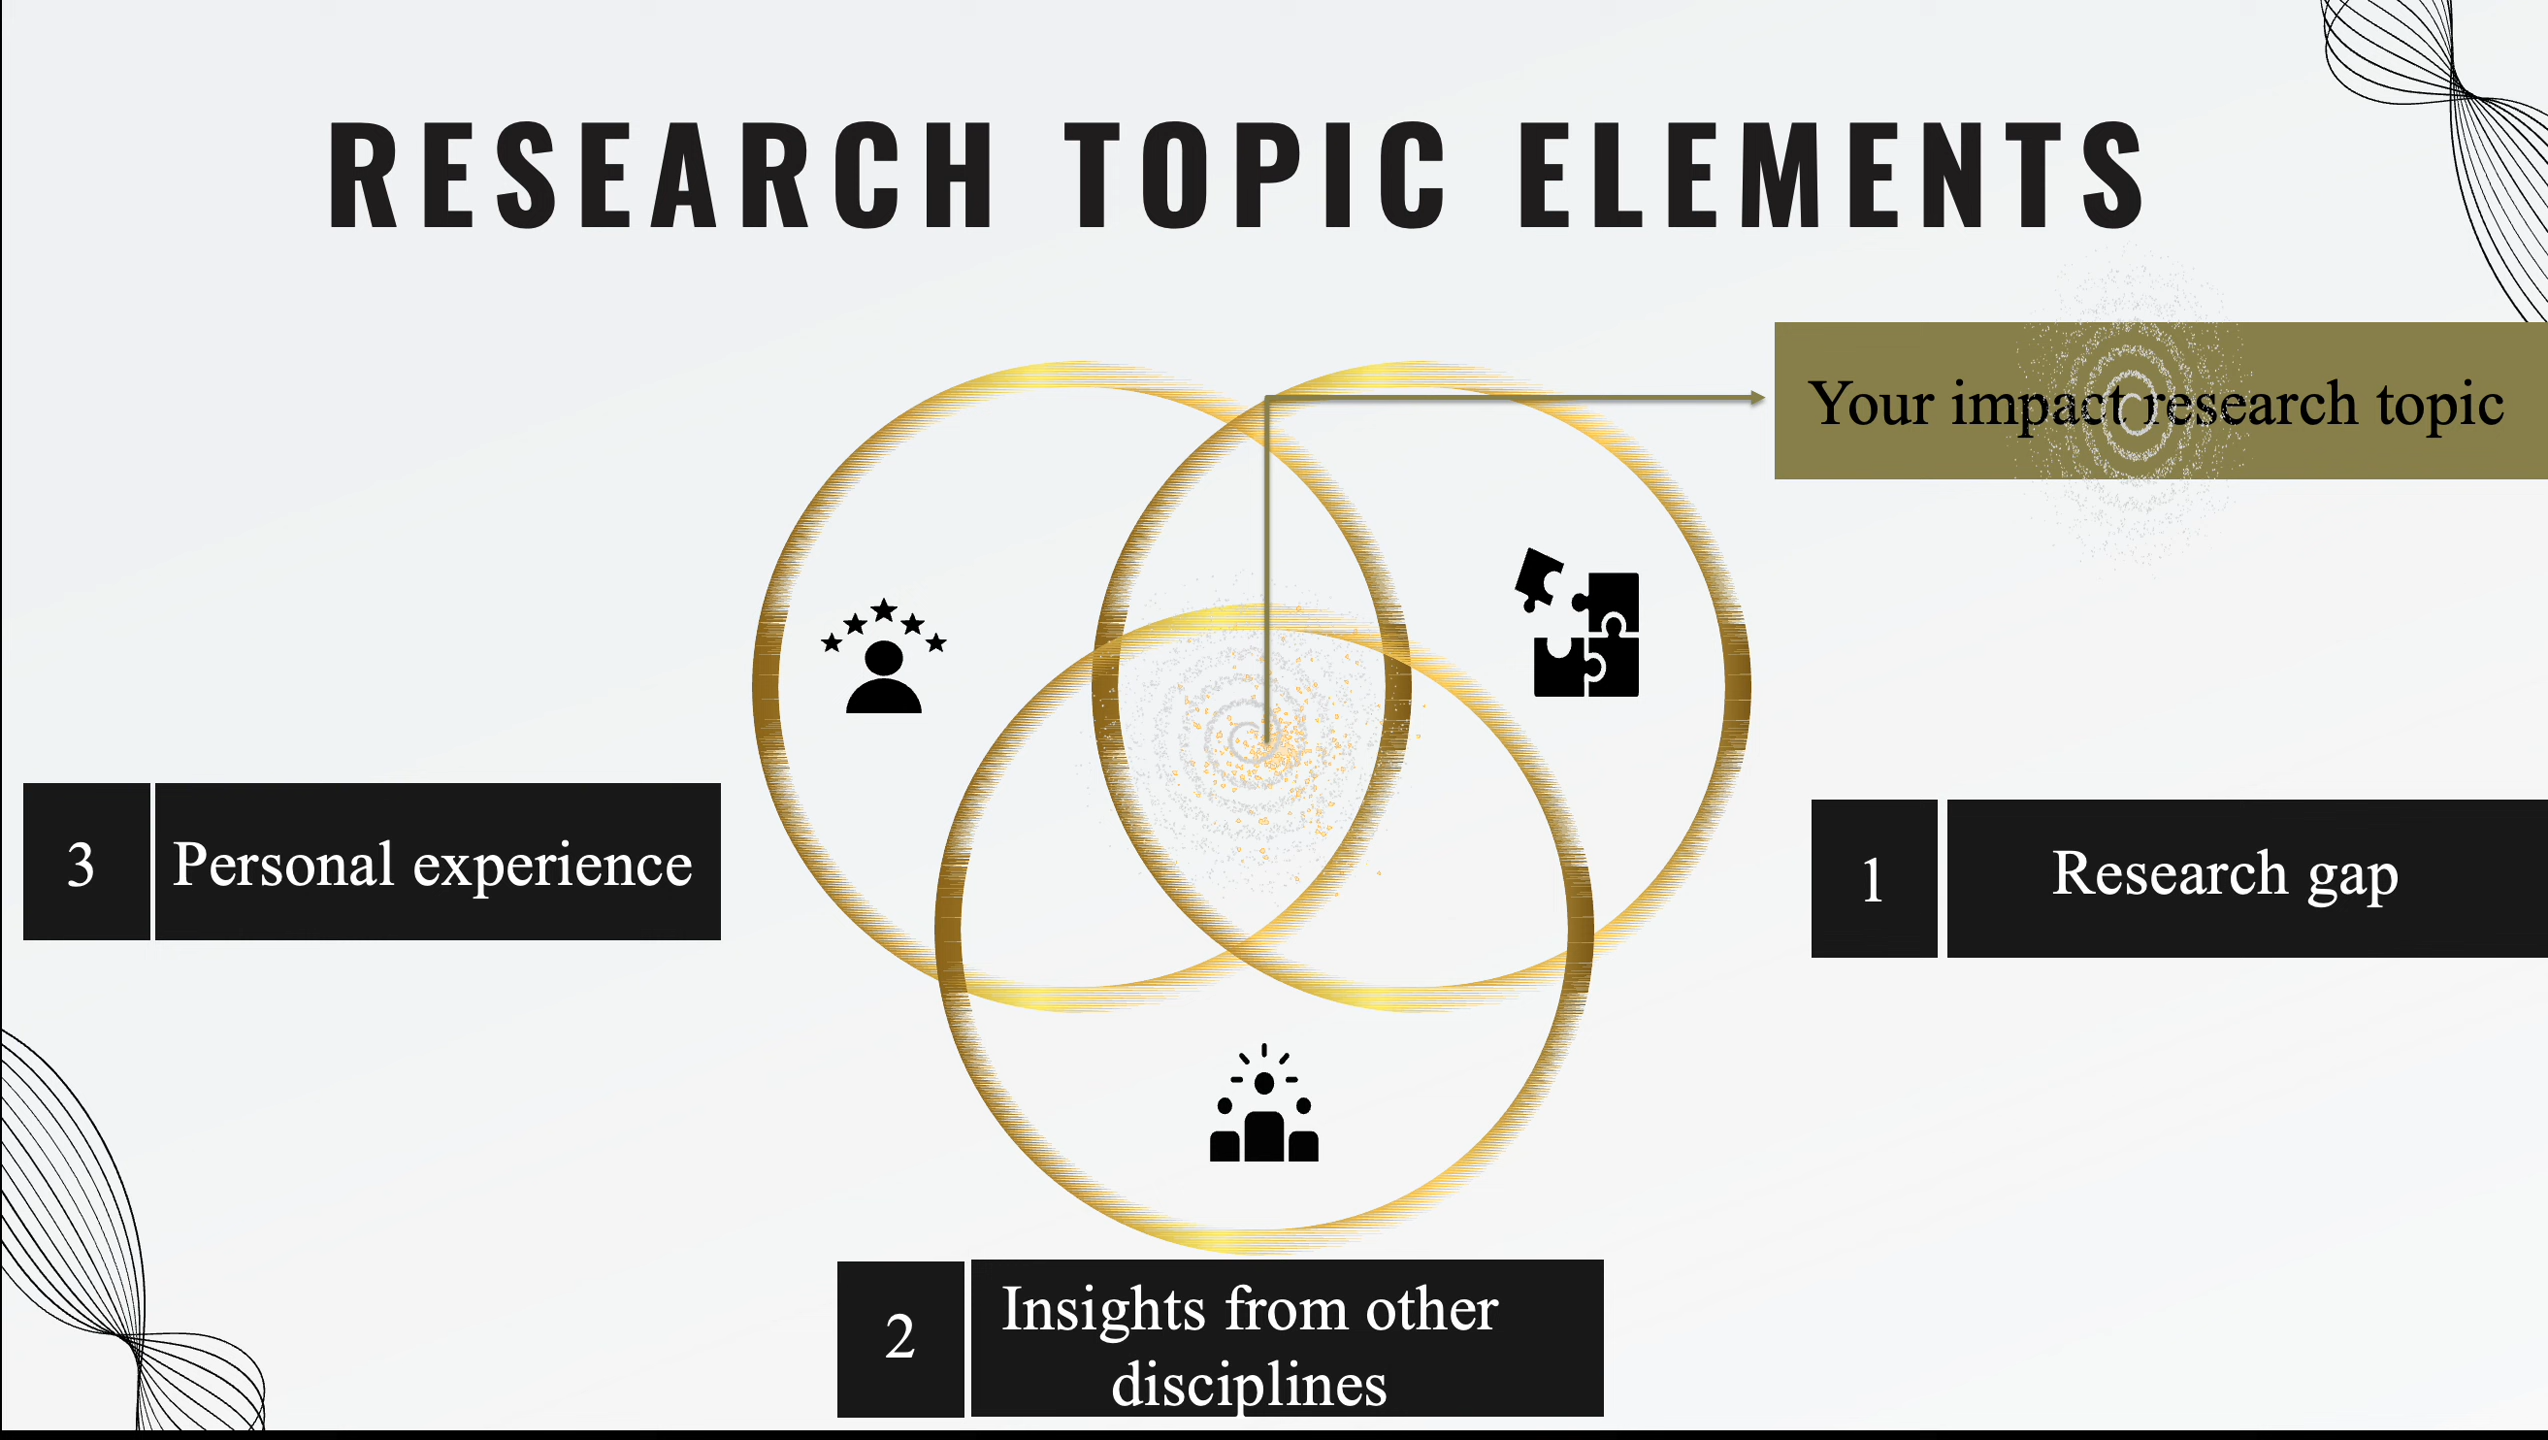 RESEARCH TOPIC ELEMENTS
Your impact research topic
3
Personal experience
1
Research gap
2
Insights from other
disciplines